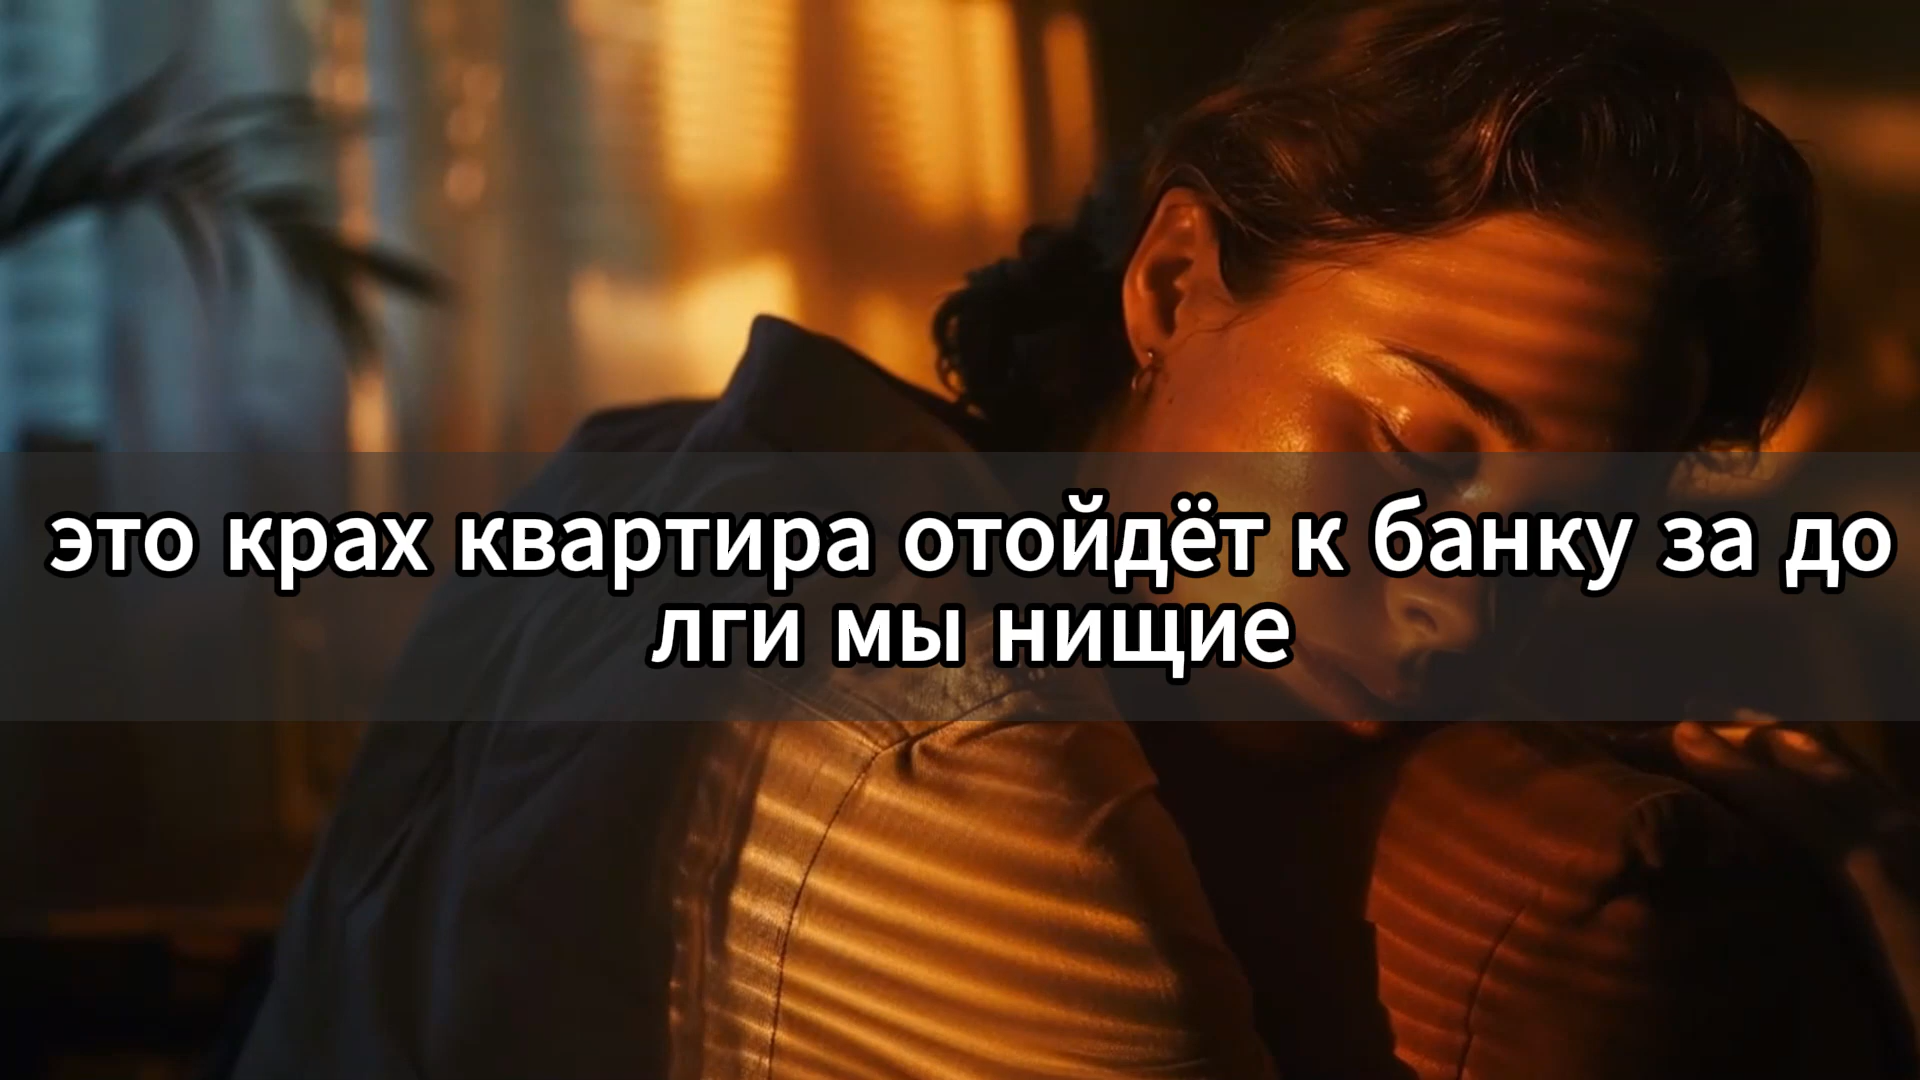 это крах квартира отойдёт к банку за до
лги мы нищие